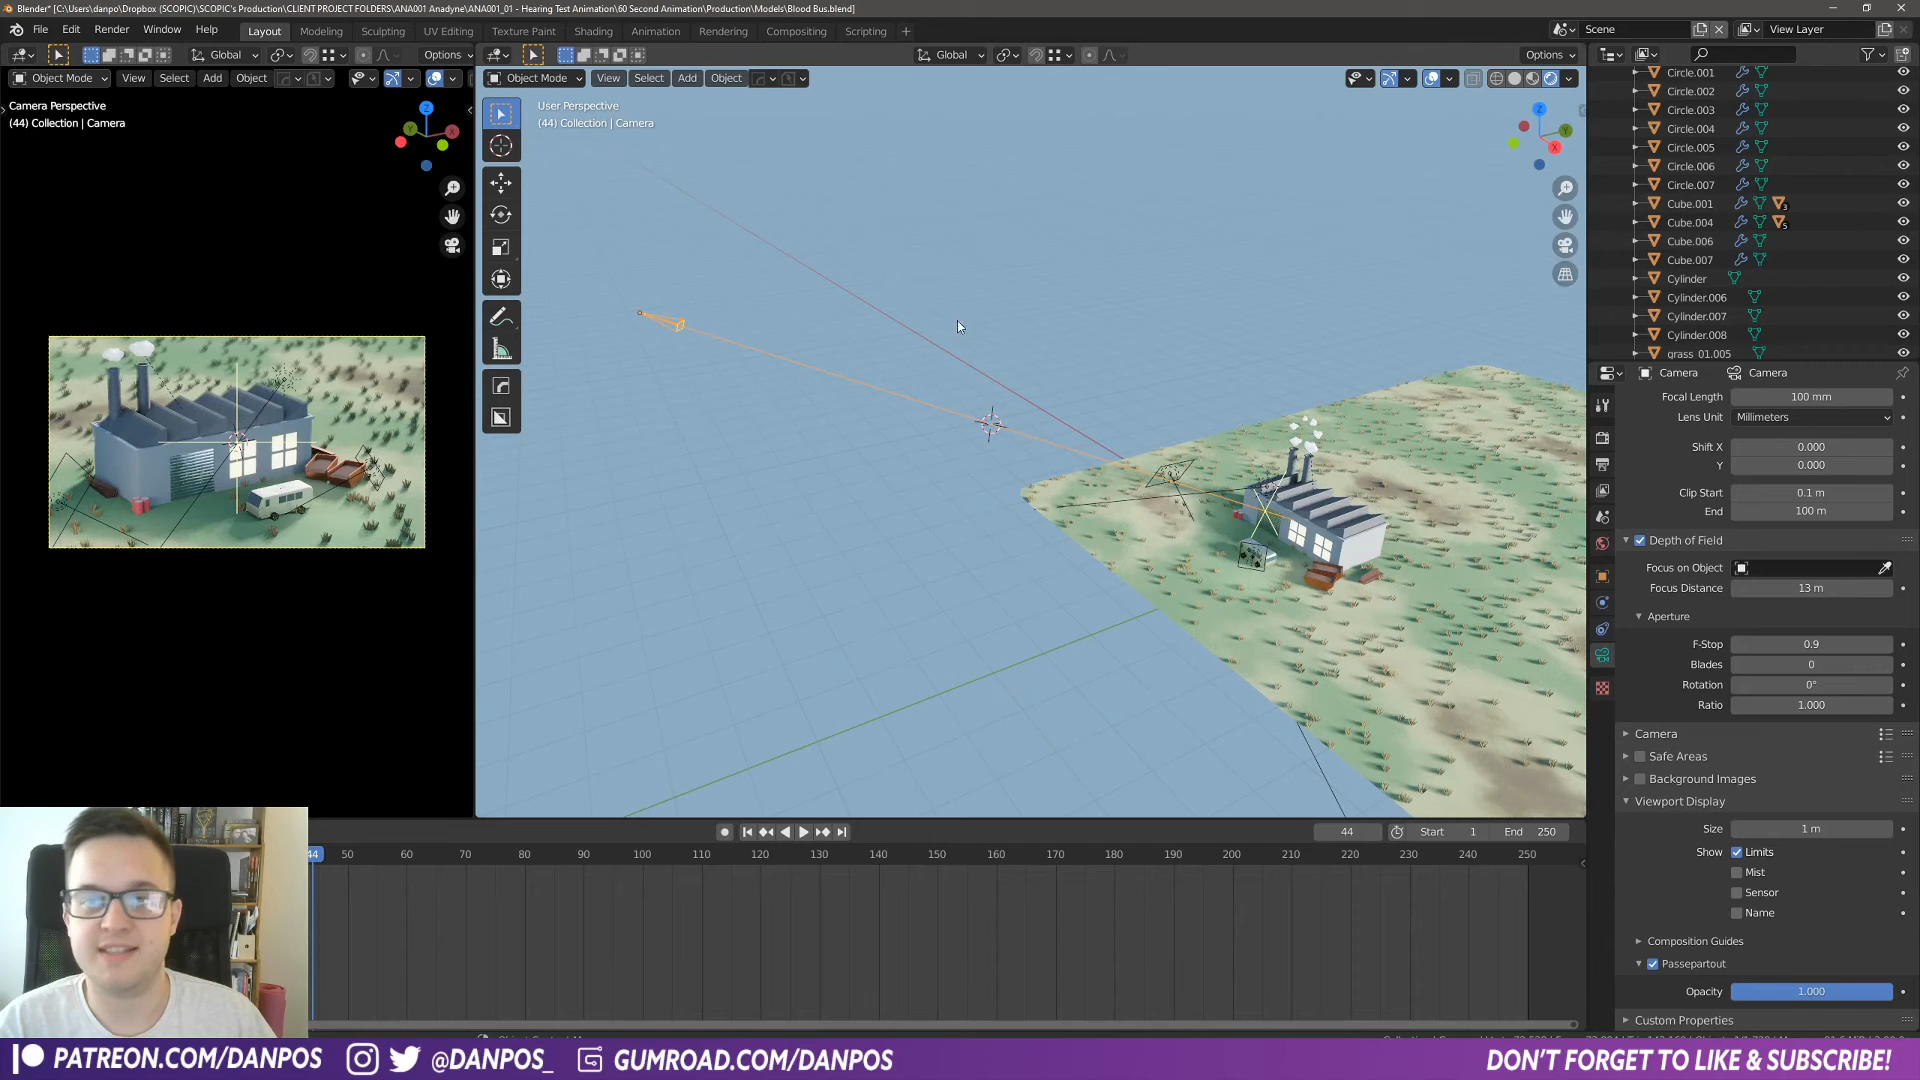 Blender* [C:\Users\danpo\Dropbox (SCOPIC)\SCOPIC's Production\CLIENT PROJECT FOLDERS\ANA001 Anadyne\ANA001_01 - Hearing Test Animation\60 Second Animation\Production\Models\Blood Bus.blend]
File Edit Render Window Help Layout Modeling Sculpting UV Editing Texture Paint Shading Animation Rendering Compositing Scripting + Scene View Layer
Global Options Global Options
Object Mode View Select Add Object Object Mode View Select Add Object
Camera Perspective
(44) Collection | Camera
User Perspective
(44) Collection | Camera
Z
Y
X
Z
Y
X
Circle.001
Circle.002
Circle.003
Circle.004
Circle.005
Circle.006
Circle.007
Cube.001 3
Cube.004 5
Cube.006
Cube.007
Cylinder
Cylinder.006
Cylinder.007
Cylinder.008
grass_01.005
Camera Camera
Focal Length 100 mm
Lens Unit Millimeters
Shift X 0.000
Y 0.000
Clip Start 0.1 m
End 100 m
Depth of Field
Focus on Object
Focus Distance 13 m
Aperture
F-Stop 0.9
Blades 0
Rotation 0°
Ratio 1.000
Camera
Safe Areas
Background Images
Viewport Display
Size 1 m
Show Limits
Mist
Sensor
Name
Composition Guides
Passepartout
Opacity 1.000
Custom Properties
44 Start 1 End 250
44 50 60 70 80 90 100 110 120 130 140 150 160 170 180 190 200 210 220 230 240 250
PATREON.COM/DANPOS @DANPOS_ GUMROAD.COM/DANPOS DON'T FORGET TO LIKE & SUBSCRIBE!